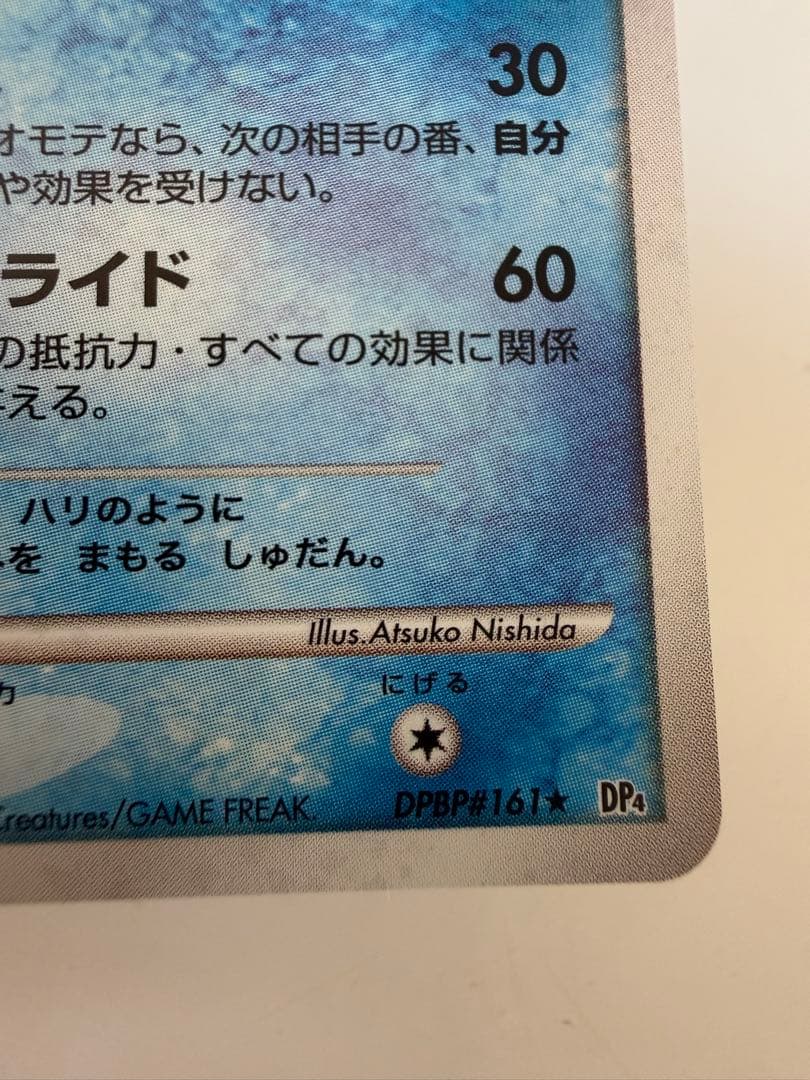 30
オモテなら、次の相手の番、自分
や効果を受けない。
ライド 60
の抵抗力・すべての効果に関係
える。
ハリのように
を まもる しゅだん。
Illus. Atsuko Nishida
力 にげる
Creatures/GAME FREAK. DPBP#161★ DP4